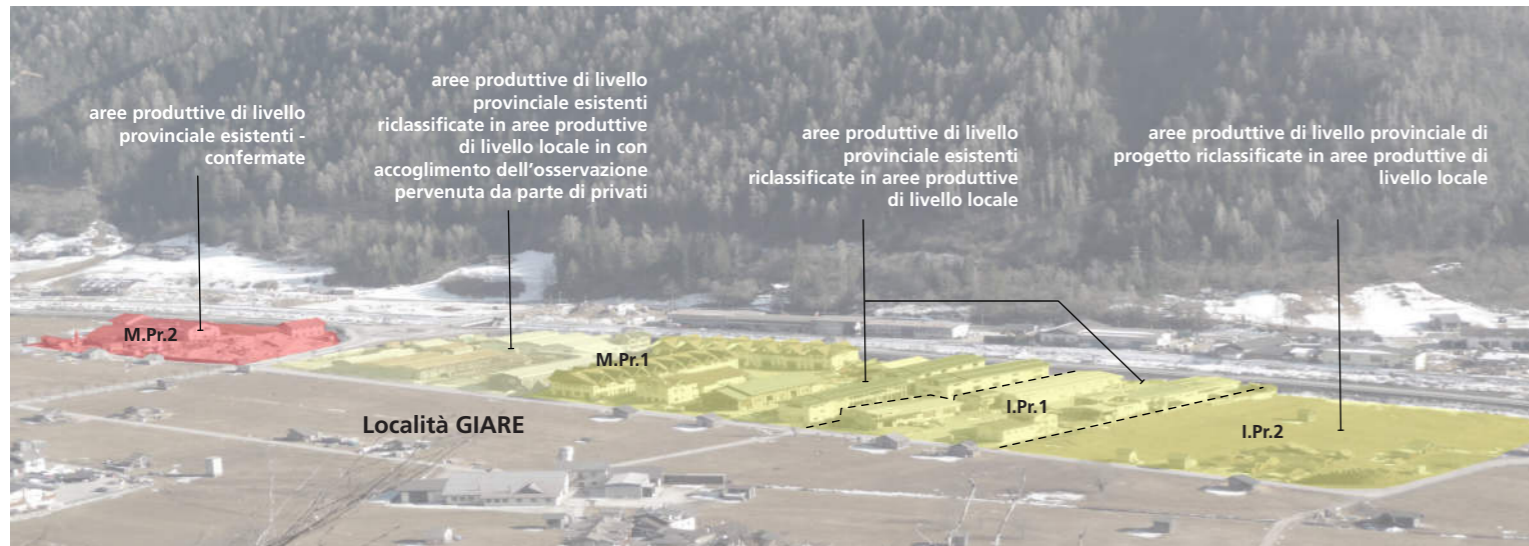 aree produttive di livello
provinciale esistenti -
confermate
aree produttive di livello
provinciale esistenti
riclassificate in aree produttive
di livello locale in con
accoglimento dell’osservazione
pervenuta da parte di privati
aree produttive di livello
provinciale esistenti
riclassificate in aree produttive
di livello locale
aree produttive di livello provinciale di
progetto riclassificate in aree produttive di
livello locale
M.Pr.2
M.Pr.1
I.Pr.1
I.Pr.2
Località GIARE